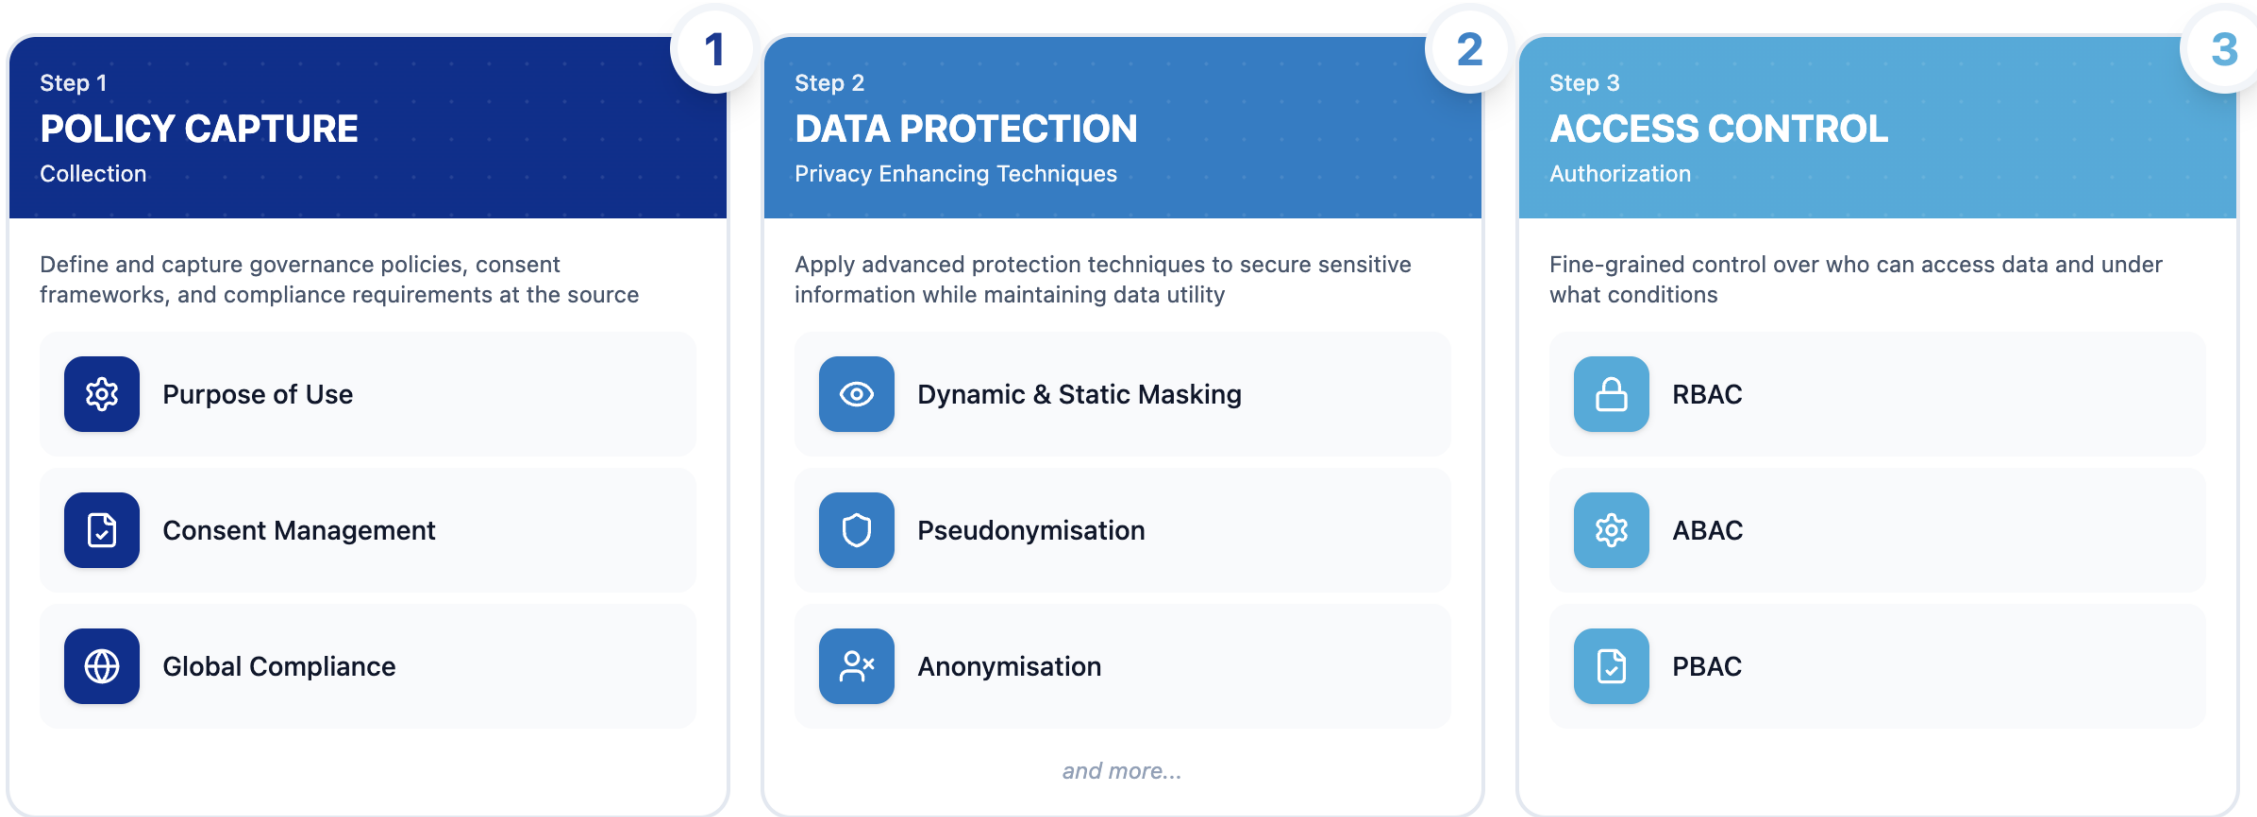 1
Step 1
POLICY CAPTURE
Collection
Define and capture governance policies, consent
frameworks, and compliance requirements at the source
Purpose of Use
Consent Management
Global Compliance
2
Step 2
DATA PROTECTION
Privacy Enhancing Techniques
Apply advanced protection techniques to secure sensitive
information while maintaining data utility
Dynamic & Static Masking
Pseudonymisation
Anonymisation
and more...
3
Step 3
ACCESS CONTROL
Authorization
Fine-grained control over who can access data and under
what conditions
RBAC
ABAC
PBAC